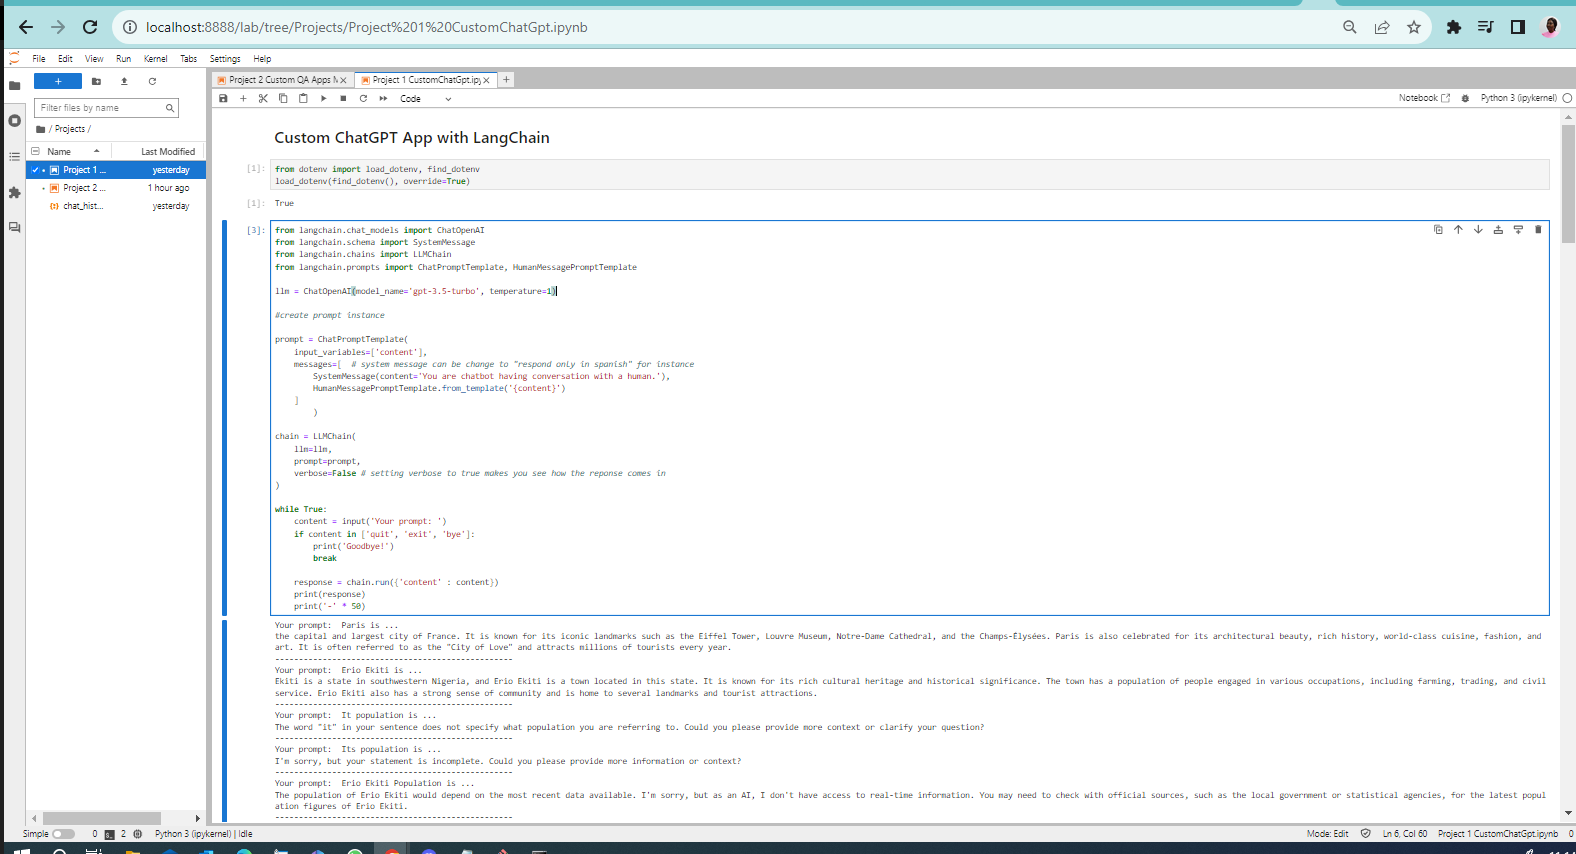 localhost:8888/lab/tree/Projects/Project%201%20CustomChatGpt.ipynb
File Edit View Run Kernel Tabs Settings Help
Project 2 Custom QA Apps
Project 1 CustomChatGpt.ipy
Code
Notebook
Python 3 (ipykernel)
Filter files by name
/ Projects /
Name
Last Modified
Project 1 ... yesterday
Project 2 ... 1 hour ago
chat_hist... yesterday
Custom ChatGPT App with LangChain
[1]: from dotenv import load_dotenv, find_dotenv
load_dotenv(find_dotenv(), override=True)
[1]: True
[3]: from langchain.chat_models import ChatOpenAI
from langchain.schema import SystemMessage
from langchain.chains import LLMChain
from langchain.prompts import ChatPromptTemplate, HumanMessagePromptTemplate
llm = ChatOpenAI(model_name='gpt-3.5-turbo', temperature=1)
#create prompt instance
prompt = ChatPromptTemplate(
input_variables=['content'],
messages=[ # system message can be change to "respond only in spanish" for instance
SystemMessage(content='You are chatbot having conversation with a human.'),
HumanMessagePromptTemplate.from_template('{content}')
]
)
chain = LLMChain(
llm=llm,
prompt=prompt,
verbose=False # setting verbose to true makes you see how the reponse comes in
)
while True:
content = input('Your prompt: ')
if content in ['quit', 'exit', 'bye']:
print('Goodbye!')
break
response = chain.run({'content' : content})
print(response)
print('-' * 50)
Your prompt: Paris is ...
the capital and largest city of France. It is known for its iconic landmarks such as the Eiffel Tower, Louvre Museum, Notre-Dame Cathedral, and the Champs-Élysées. Paris is also celebrated for its architectural beauty, rich history, world-class cuisine, fashion, and
art. It is often referred to as the "City of Love" and attracts millions of tourists every year.
--------------------------------------------------
Your prompt: Erio Ekiti is ...
Ekiti is a state in southwestern Nigeria, and Erio Ekiti is a town located in this state. It is known for its rich cultural heritage and historical significance. The town has a population of people engaged in various occupations, including farming, trading, and civil
service. Erio Ekiti also has a strong sense of community and is home to several landmarks and tourist attractions.
--------------------------------------------------
Your prompt: It population is ...
The word "it" in your sentence does not specify what population you are referring to. Could you please provide more context or clarify your question?
--------------------------------------------------
Your prompt: Its population is ...
I'm sorry, but your statement is incomplete. Could you please provide more information or context?
--------------------------------------------------
Your prompt: Erio Ekiti Population is ...
The population of Erio Ekiti would depend on the most recent data available. I'm sorry, but as an AI, I don't have access to real-time information. You may need to check with official sources, such as the local government or statistical agencies, for the latest popul
ation figures of Erio Ekiti.
--------------------------------------------------
Simple 0 2 Python 3 (ipykernel) | Idle
Mode: Edit Ln 6, Col 60 Project 1 CustomChatGpt.ipynb 0